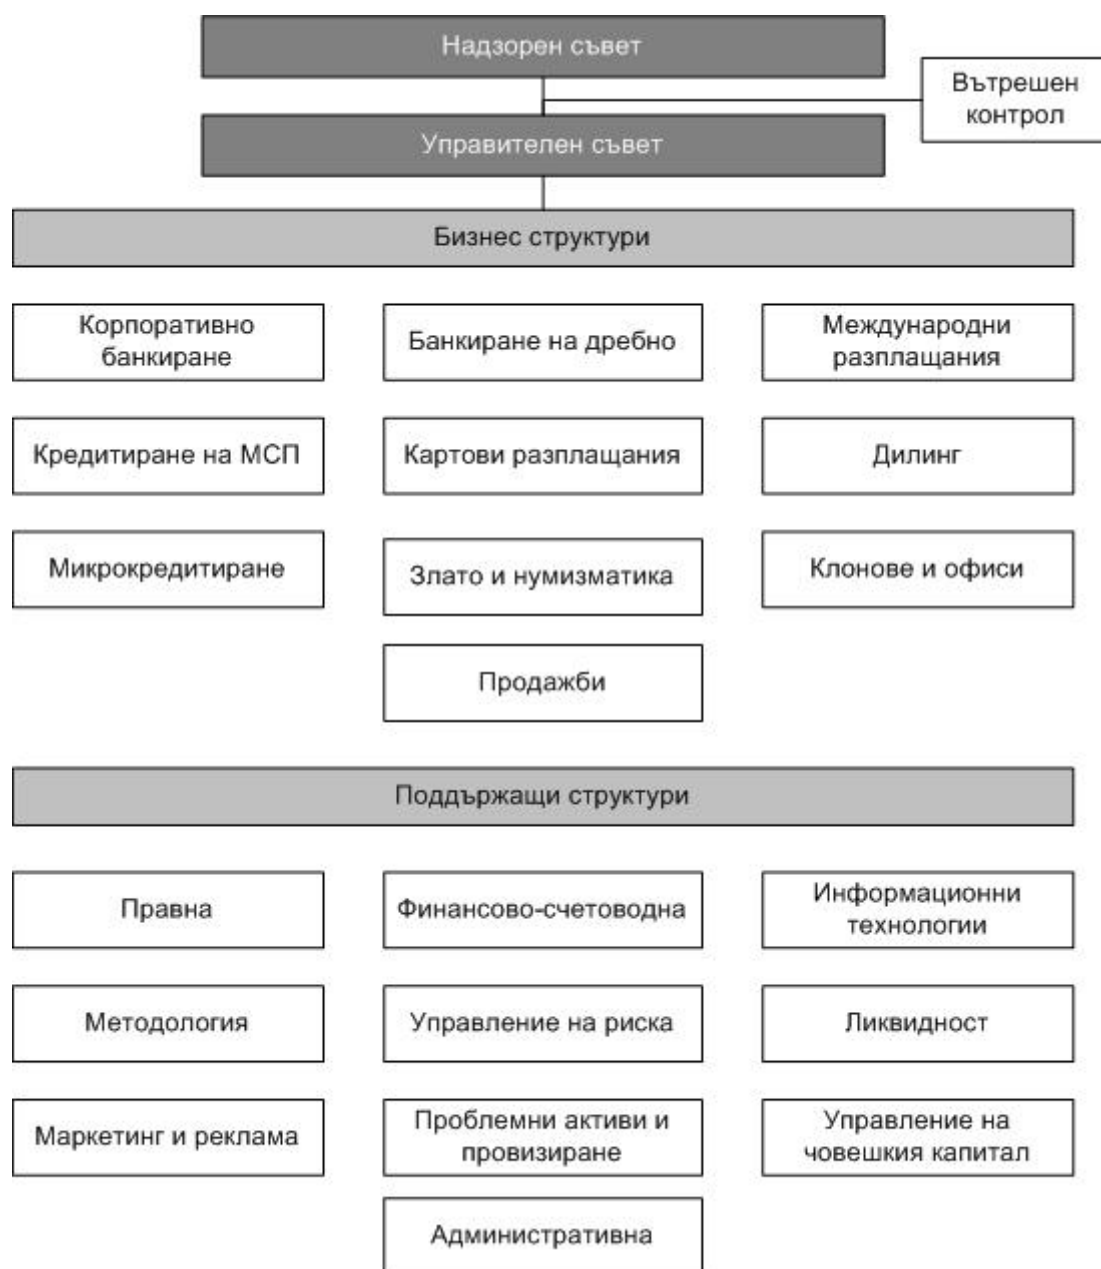 Надзорен съвет
Вътрешен
контрол
Управителен съвет
Бизнес структури
Корпоративно
банкиране
Банкиране на дребно
Международни
разплащания
Кредитиране на МСП
Картови разплащания
Дилинг
Микрокредитиране
Злато и нумизматика
Клонове и офиси
Продажби
Поддържащи структури
Правна
Финансово-счетоводна
Информационни
технологии
Методология
Управление на риска
Ликвидност
Маркетинг и реклама
Проблемни активи и
провизиране
Управление на
човешкия капитал
Административна